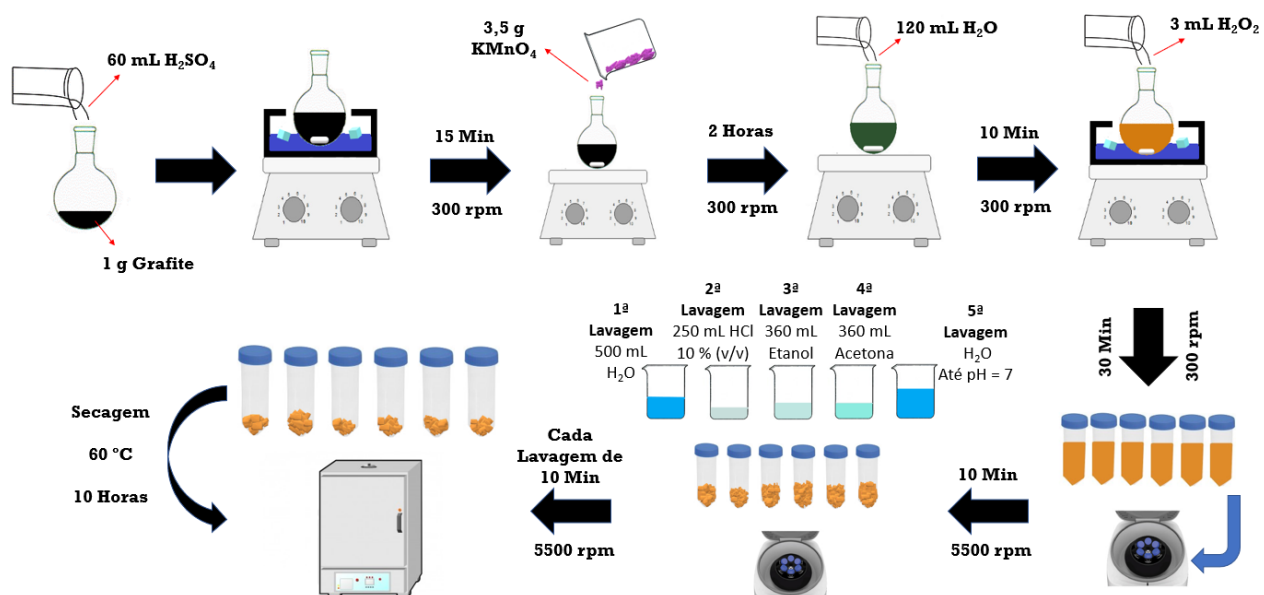 60 mL H₂SO₄
1 g Grafite
15 Min
300 rpm
3,5 g
KMnO₄
2 Horas
300 rpm
120 mL H₂O
10 Min
300 rpm
3 mL H₂O₂
30 Min
300 rpm
10 Min
5500 rpm
1ª
Lavagem
500 mL
H₂O
2ª
Lavagem
250 mL HCl
10 % (v/v)
3ª
Lavagem
360 mL
Etanol
4ª
Lavagem
360 mL
Acetona
5ª
Lavagem
H₂O
Até pH = 7
Cada
Lavagem de
10 Min
5500 rpm
Secagem
60 °C
10 Horas